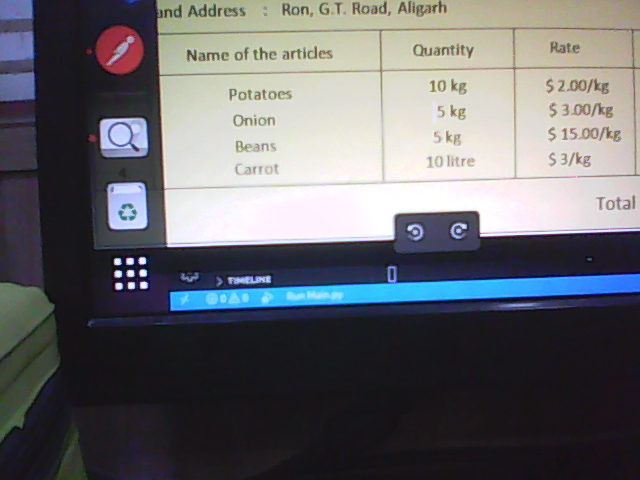 and Address : Ron, G.T. Road, Aligarh
Name of the articles Quantity Rate
Potatoes 10 kg $ 2.00/kg
Onion 5 kg $ 3.00/kg
Beans 5 kg $ 15.00/kg
Carrot 10 litre $ 3/kg
Total
> TIMELINE
0 0 Run Main.py